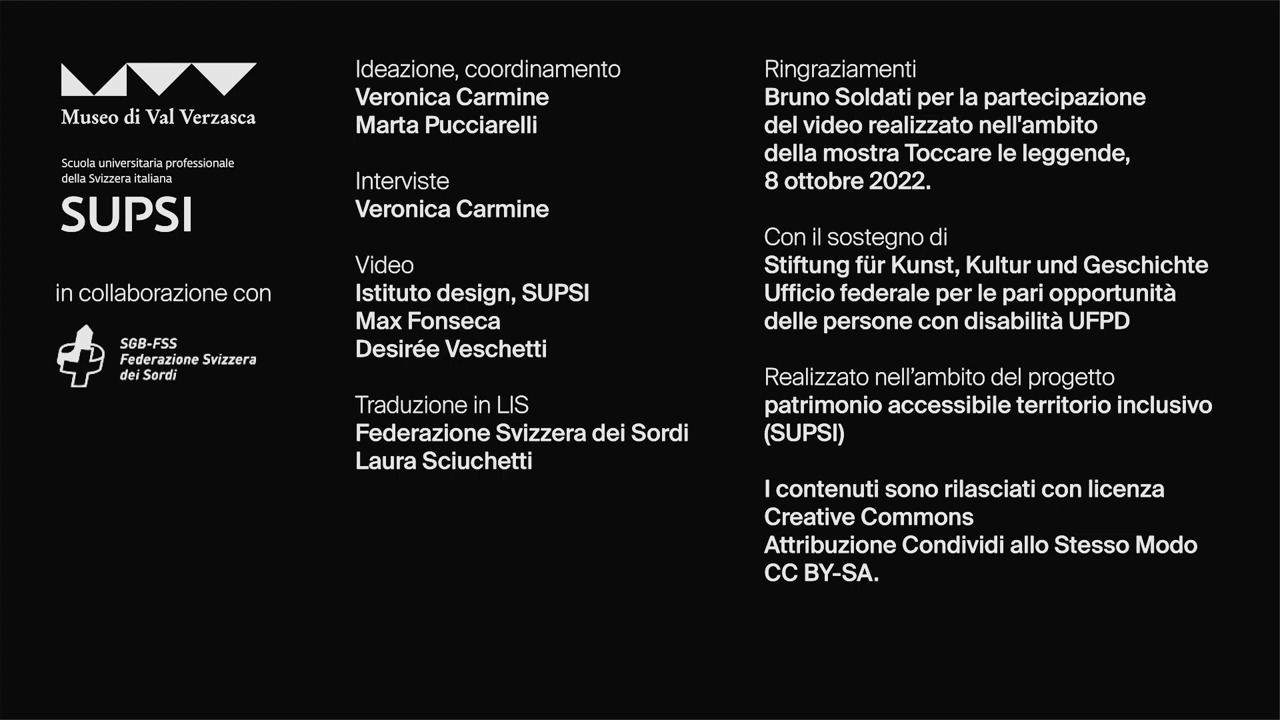 Museo di Val Verzasca
Scuola universitaria professionale
della Svizzera italiana
SUPSI
in collaborazione con
SGB-FSS
Federazione Svizzera
dei Sordi
Ideazione, coordinamento
Veronica Carmine
Marta Pucciarelli
Interviste
Veronica Carmine
Video
Istituto design, SUPSI
Max Fonseca
Desirée Veschetti
Traduzione in LIS
Federazione Svizzera dei Sordi
Laura Sciuchetti
Ringraziamenti
Bruno Soldati per la partecipazione
del video realizzato nell'ambito
della mostra Toccare le leggende,
8 ottobre 2022.
Con il sostegno di
Stiftung für Kunst, Kultur und Geschichte
Ufficio federale per le pari opportunità
delle persone con disabilità UFPD
Realizzato nell’ambito del progetto
patrimonio accessibile territorio inclusivo
(SUPSI)
I contenuti sono rilasciati con licenza
Creative Commons
Attribuzione Condividi allo Stesso Modo
CC BY-SA.